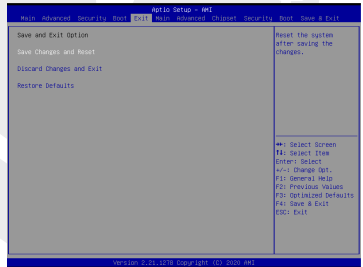 Aptio Setup - AMI
Main Advanced Security Boot Exit Main Advanced Chipset Security Boot Save & Exit
Save and Exit Option
Save Changes and Reset
Discard Changes and Exit
Restore Defaults
Reset the system
after saving the
changes.
→←: Select Screen
↑↓: Select Item
Enter: Select
+/-: Change Opt.
F1: General Help
F2: Previous Values
F3: Optimized Defaults
F4: Save & Exit
ESC: Exit
Version 2.21.1278 Copyright (C) 2020 AMI